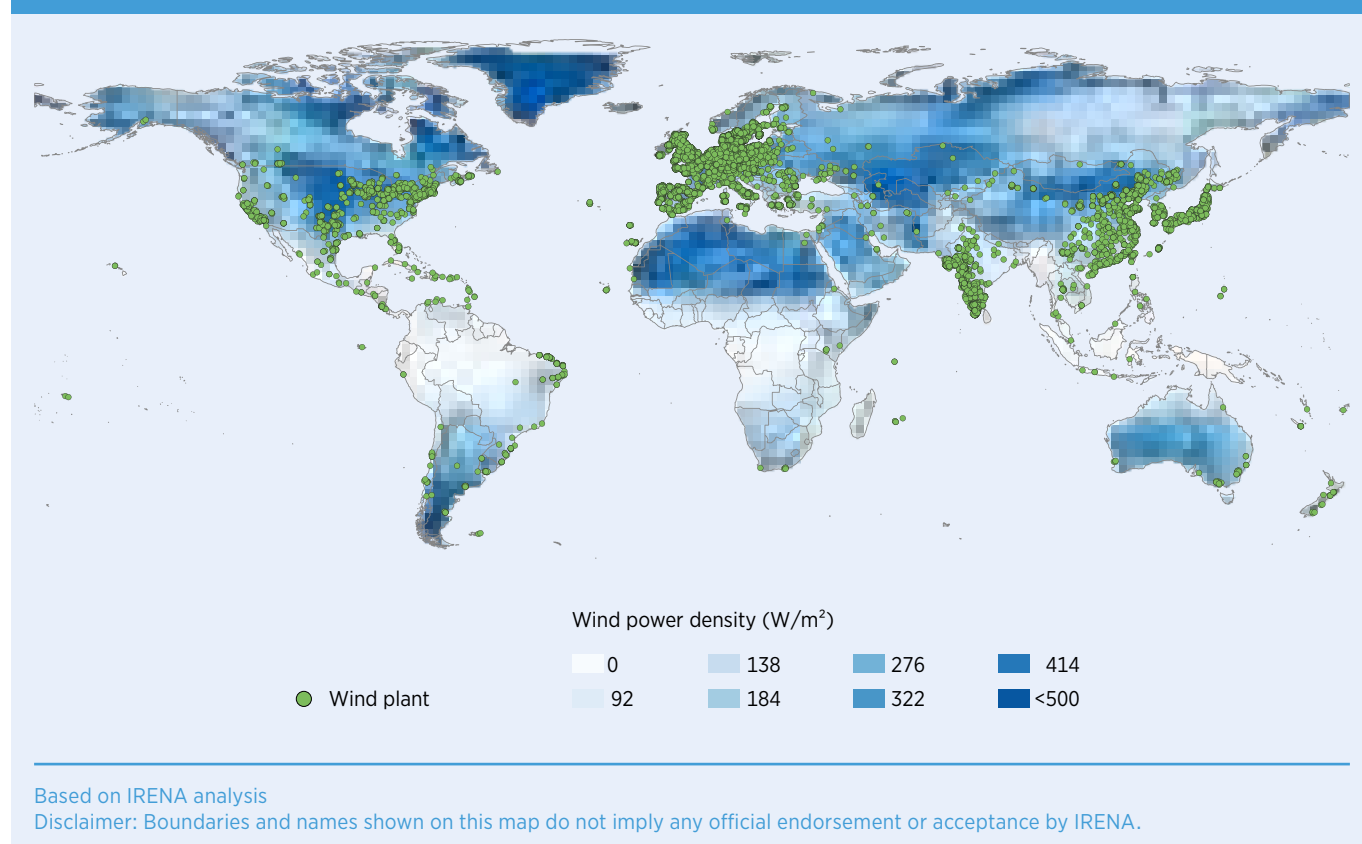 Wind power density (W/m²)
0 138 276 414
Wind plant 92 184 322 <500
Based on IRENA analysis
Disclaimer: Boundaries and names shown on this map do not imply any official endorsement or acceptance by IRENA.